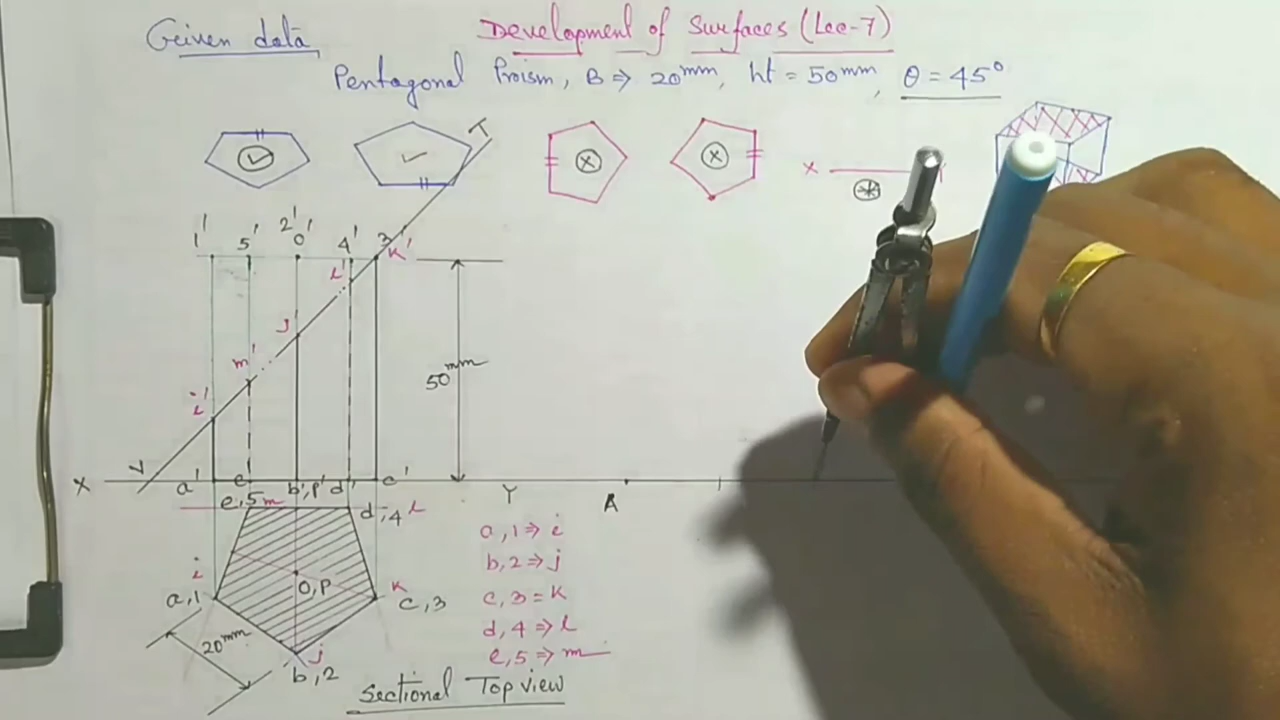 Given data
Development of Surfaces (Lec-7)
Pentagonal Prism, B ⇒ 20mm, ht = 50mm, θ = 45°
T
X
1' 5' 2' o' 4' 3'
k'
l'
j'
m'
i'
50mm
V
X a' e' b', p' d' c' Y A
e,5 m d,4 l
i
a,1 O,P k c,3
20mm
j
b,2
a,1 ⇒ i
b,2 ⇒ j
c,3 = k
d,4 ⇒ l
e,5 ⇒ m
Sectional Top view